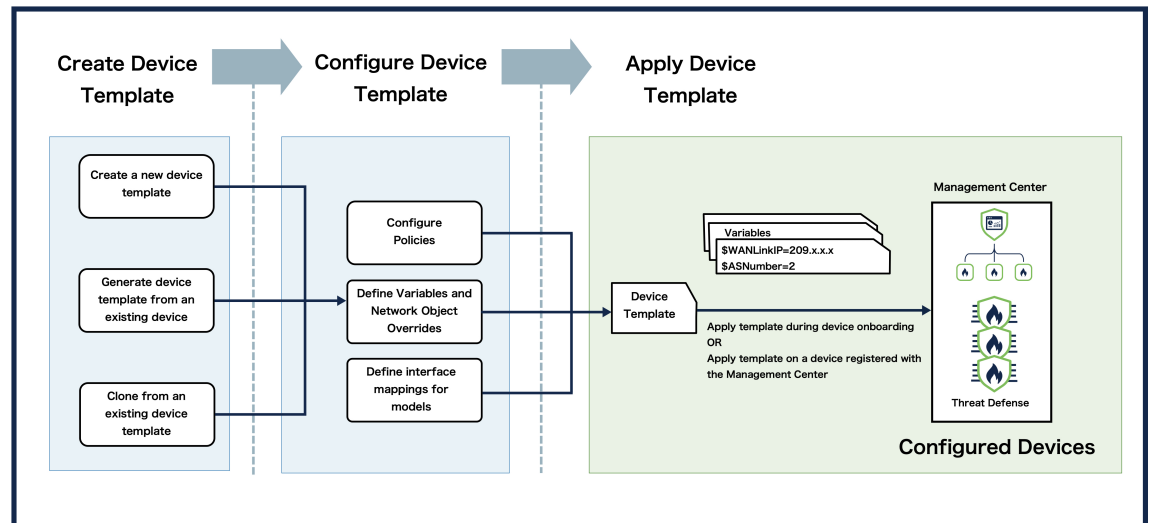 Create Device
Template
Configure Device
Template
Apply Device
Template
Create a new device
template
Generate device
template from an
existing device
Clone from an
existing device
template
Configure
Policies
Define Variables and
Network Object
Overrides
Define interface
mappings for
models
Device
Template
Variables
$WANLinkIP=209.x.x.x
$ASNumber=2
Apply template during device onboarding
OR
Apply template on a device registered with
the Management Center
Management Center
Threat Defense
Configured Devices